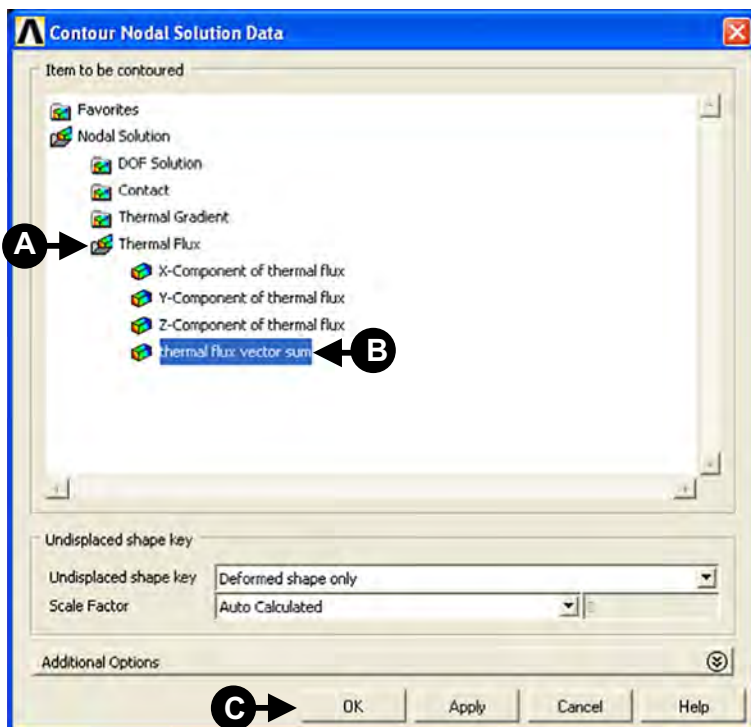 Contour Nodal Solution Data
Item to be contoured
Favorites
Nodal Solution
DOF Solution
Contact
Thermal Gradient
A
Thermal Flux
X-Component of thermal flux
Y-Component of thermal flux
Z-Component of thermal flux
thermal flux vector sum
B
Undisplaced shape key
Undisplaced shape key Deformed shape only
Scale Factor Auto Calculated
Additional Options
C
OK Apply Cancel Help